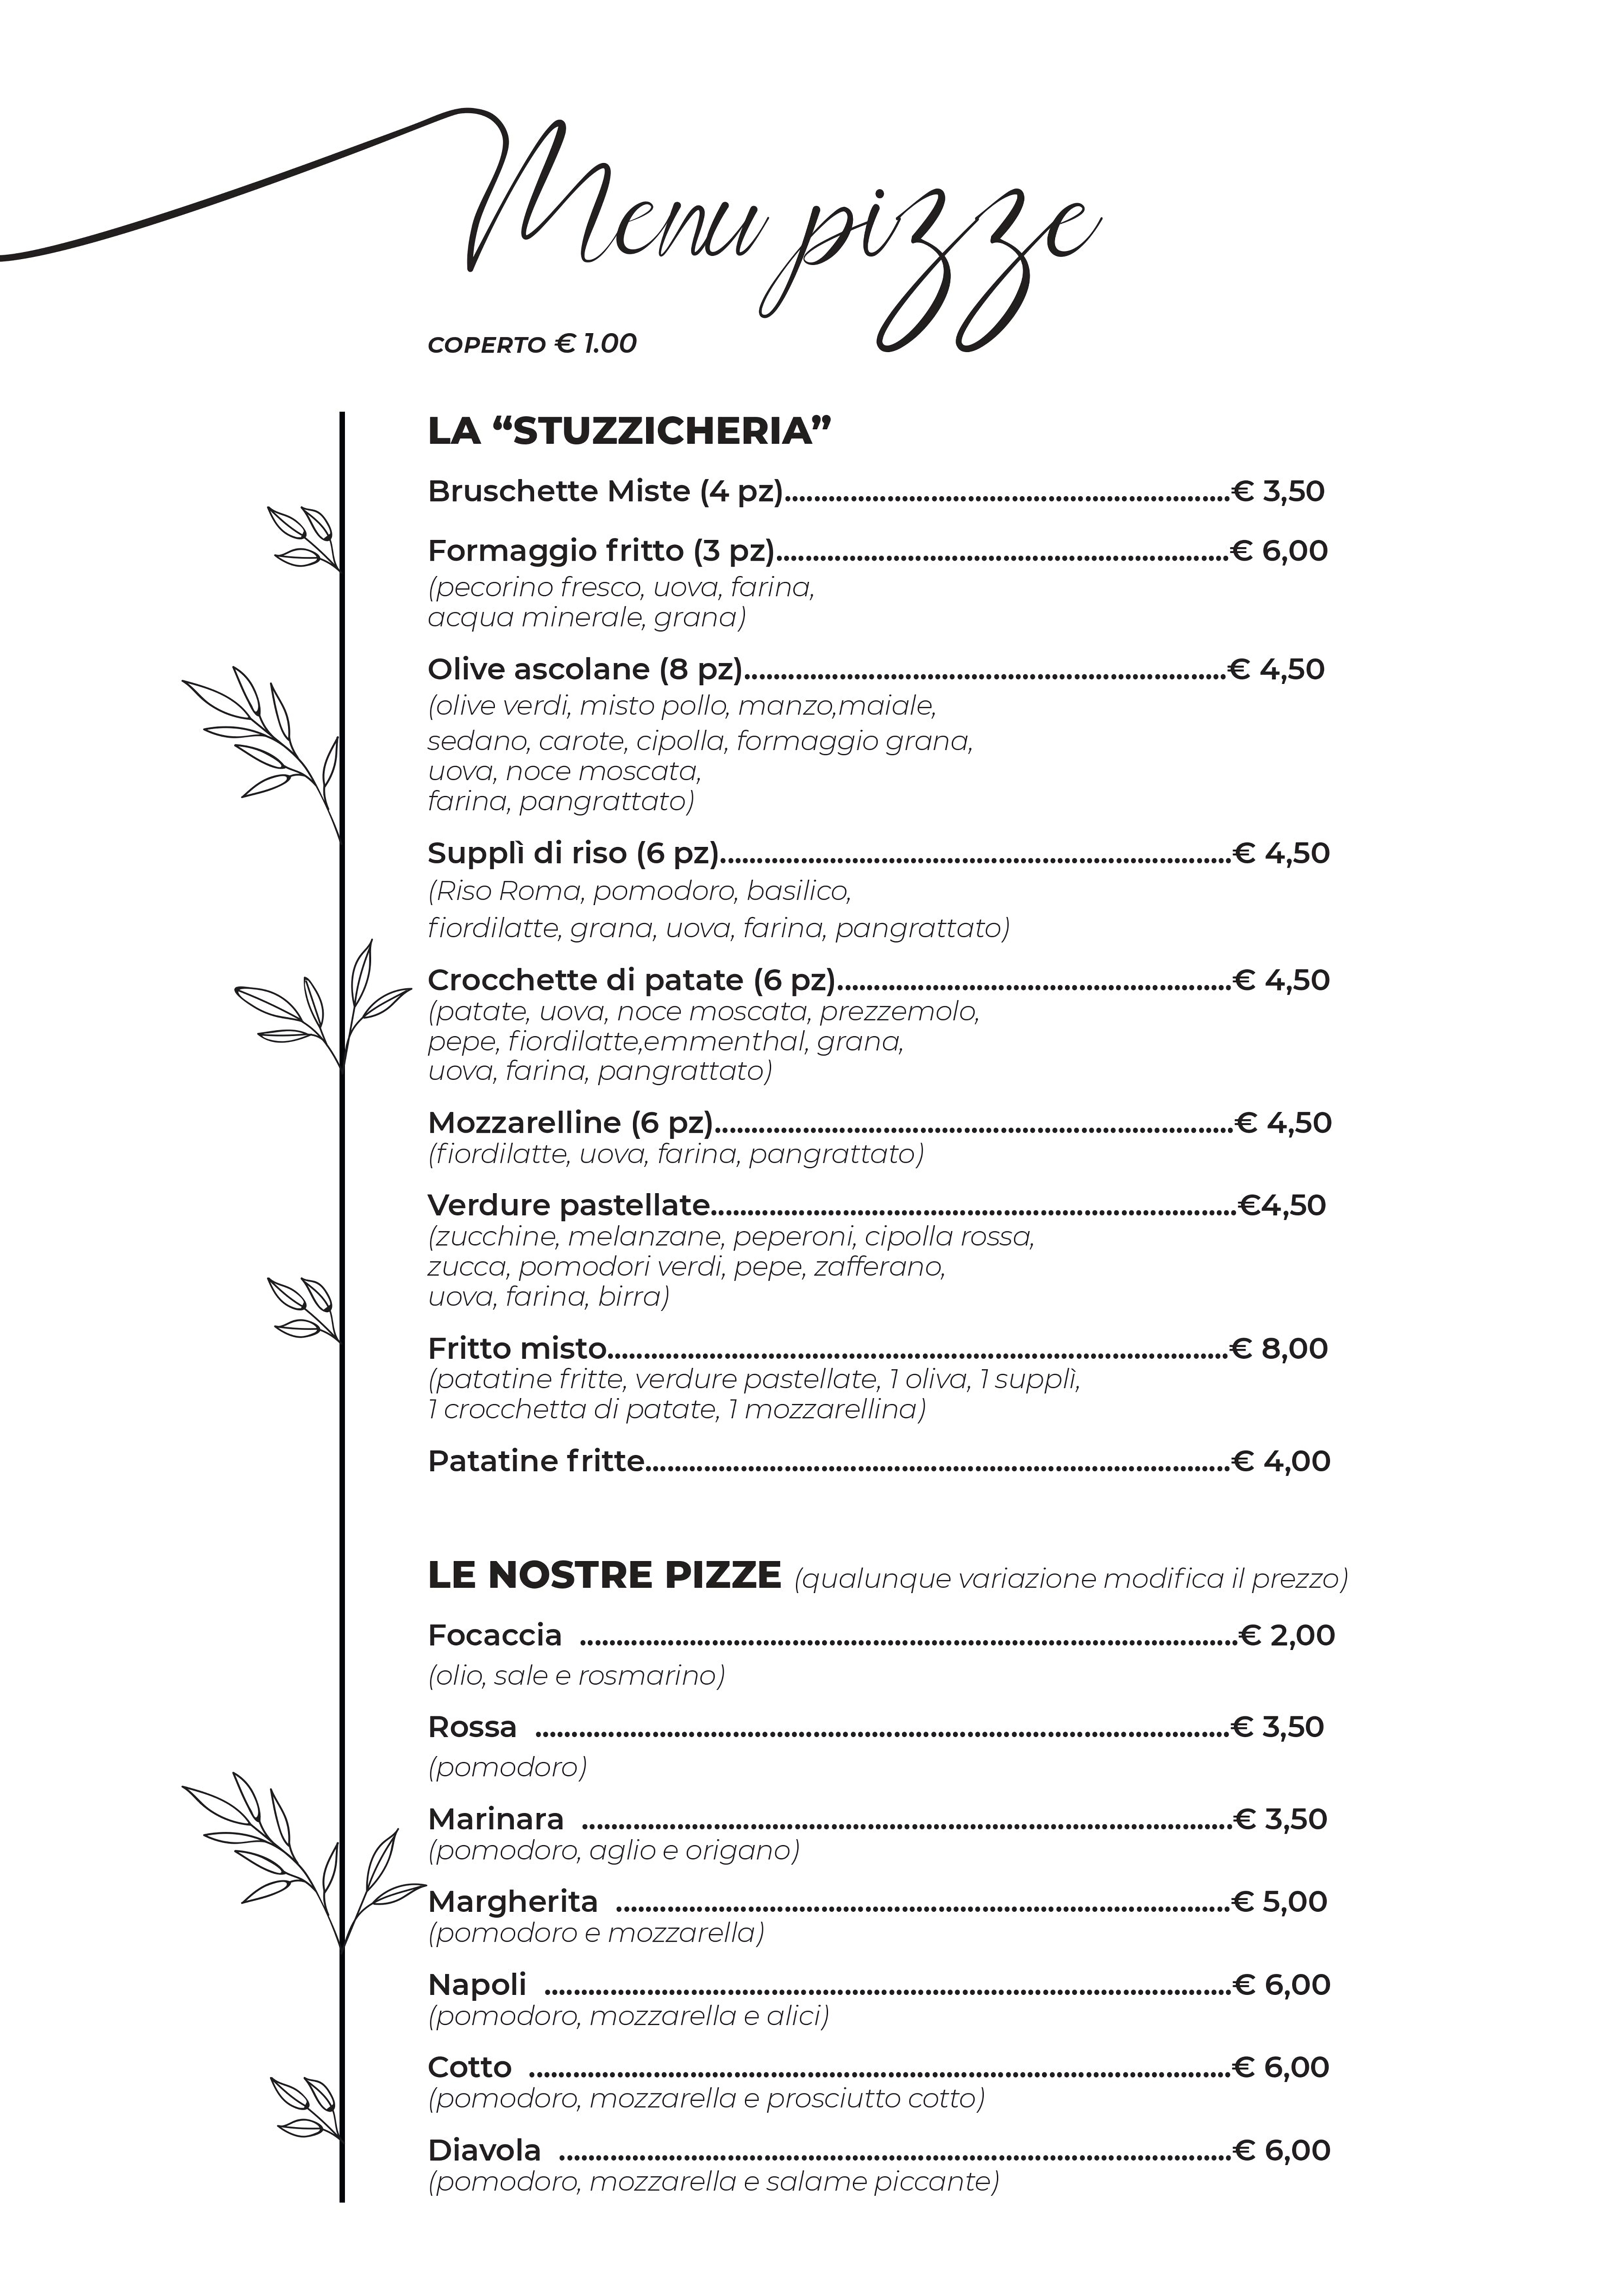 Menu pizze
COPERTO € 1.00
LA “STUZZICHERIA”
Bruschette Miste (4 pz)............................................................€ 3,50
Formaggio fritto (3 pz).............................................................€ 6,00
(pecorino fresco, uova, farina,
acqua minerale, grana)
Olive ascolane (8 pz).................................................................€ 4,50
(olive verdi, misto pollo, manzo,maiale,
sedano, carote, cipolla, formaggio grana,
uova, noce moscata,
farina, pangrattato)
Supplì di riso (6 pz).....................................................................€ 4,50
(Riso Roma, pomodoro, basilico,
fiordilatte, grana, uova, farina, pangrattato)
Crocchette di patate (6 pz).....................................................€ 4,50
(patate, uova, noce moscata, prezzemolo,
pepe, fiordilatte,emmenthal, grana,
uova, farina, pangrattato)
Mozzarelline (6 pz)......................................................................€ 4,50
(fiordilatte, uova, farina, pangrattato)
Verdure pastellate.......................................................................€4,50
(zucchine, melanzane, peperoni, cipolla rossa,
zucca, pomodori verdi, pepe, zafferano,
uova, farina, birra)
Fritto misto....................................................................................€ 8,00
(patatine fritte, verdure pastellate, 1 oliva, 1 supplì,
1 crocchetta di patate, 1 mozzarellina)
Patatine fritte...............................................................................€ 4,00
LE NOSTRE PIZZE (qualunque variazione modifica il prezzo)
Focaccia .........................................................................................€ 2,00
(olio, sale e rosmarino)
Rossa ..............................................................................................€ 3,50
(pomodoro)
Marinara ........................................................................................€ 3,50
(pomodoro, aglio e origano)
Margherita ...................................................................................€ 5,00
(pomodoro e mozzarella)
Napoli .............................................................................................€ 6,00
(pomodoro, mozzarella e alici)
Cotto ...............................................................................................€ 6,00
(pomodoro, mozzarella e prosciutto cotto)
Diavola ...........................................................................................€ 6,00
(pomodoro, mozzarella e salame piccante)